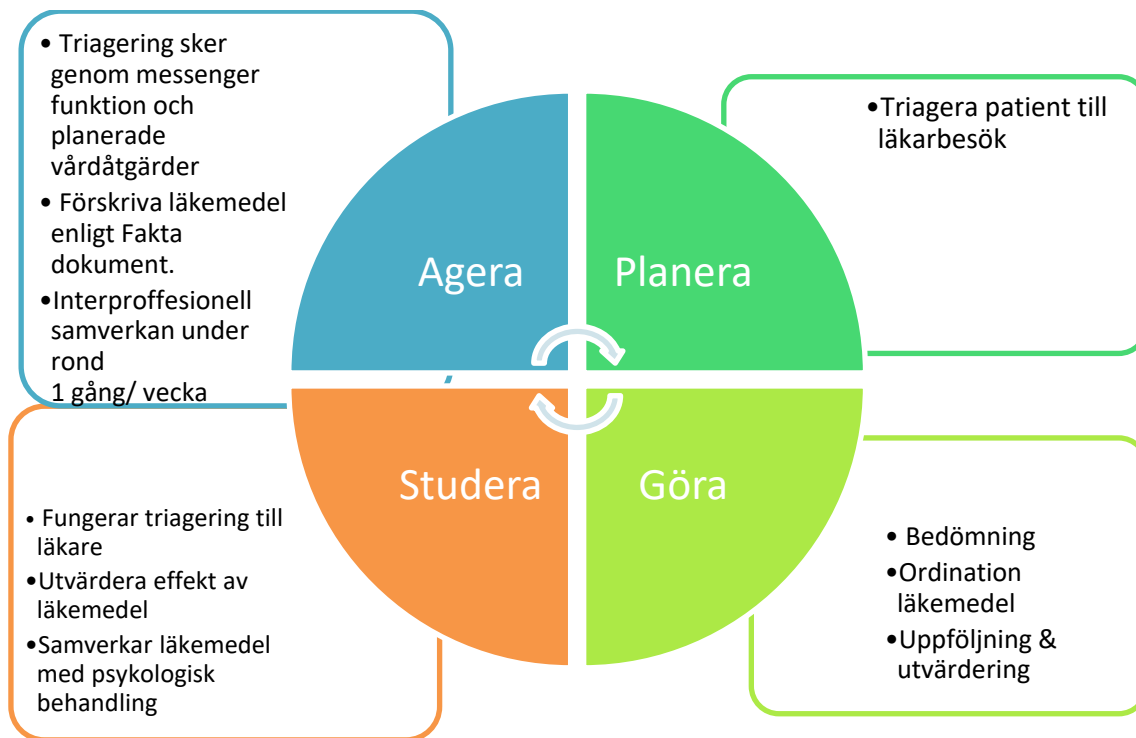 • Triagering sker
genom messenger
funktion och
planerade
vårdåtgärder
• Förskriva läkemedel
enligt Fakta
dokument.
•Interproffesionell
samverkan under
rond
1 gång/ vecka
•Triagera patient till
läkarbesök
Agera
Planera
Studera
Göra
• Fungerar triagering till
läkare
•Utvärdera effekt av
läkemedel
•Samverkar läkemedel
med psykologisk
behandling
• Bedömning
• Ordination
läkemedel
• Uppföljning &
utvärdering